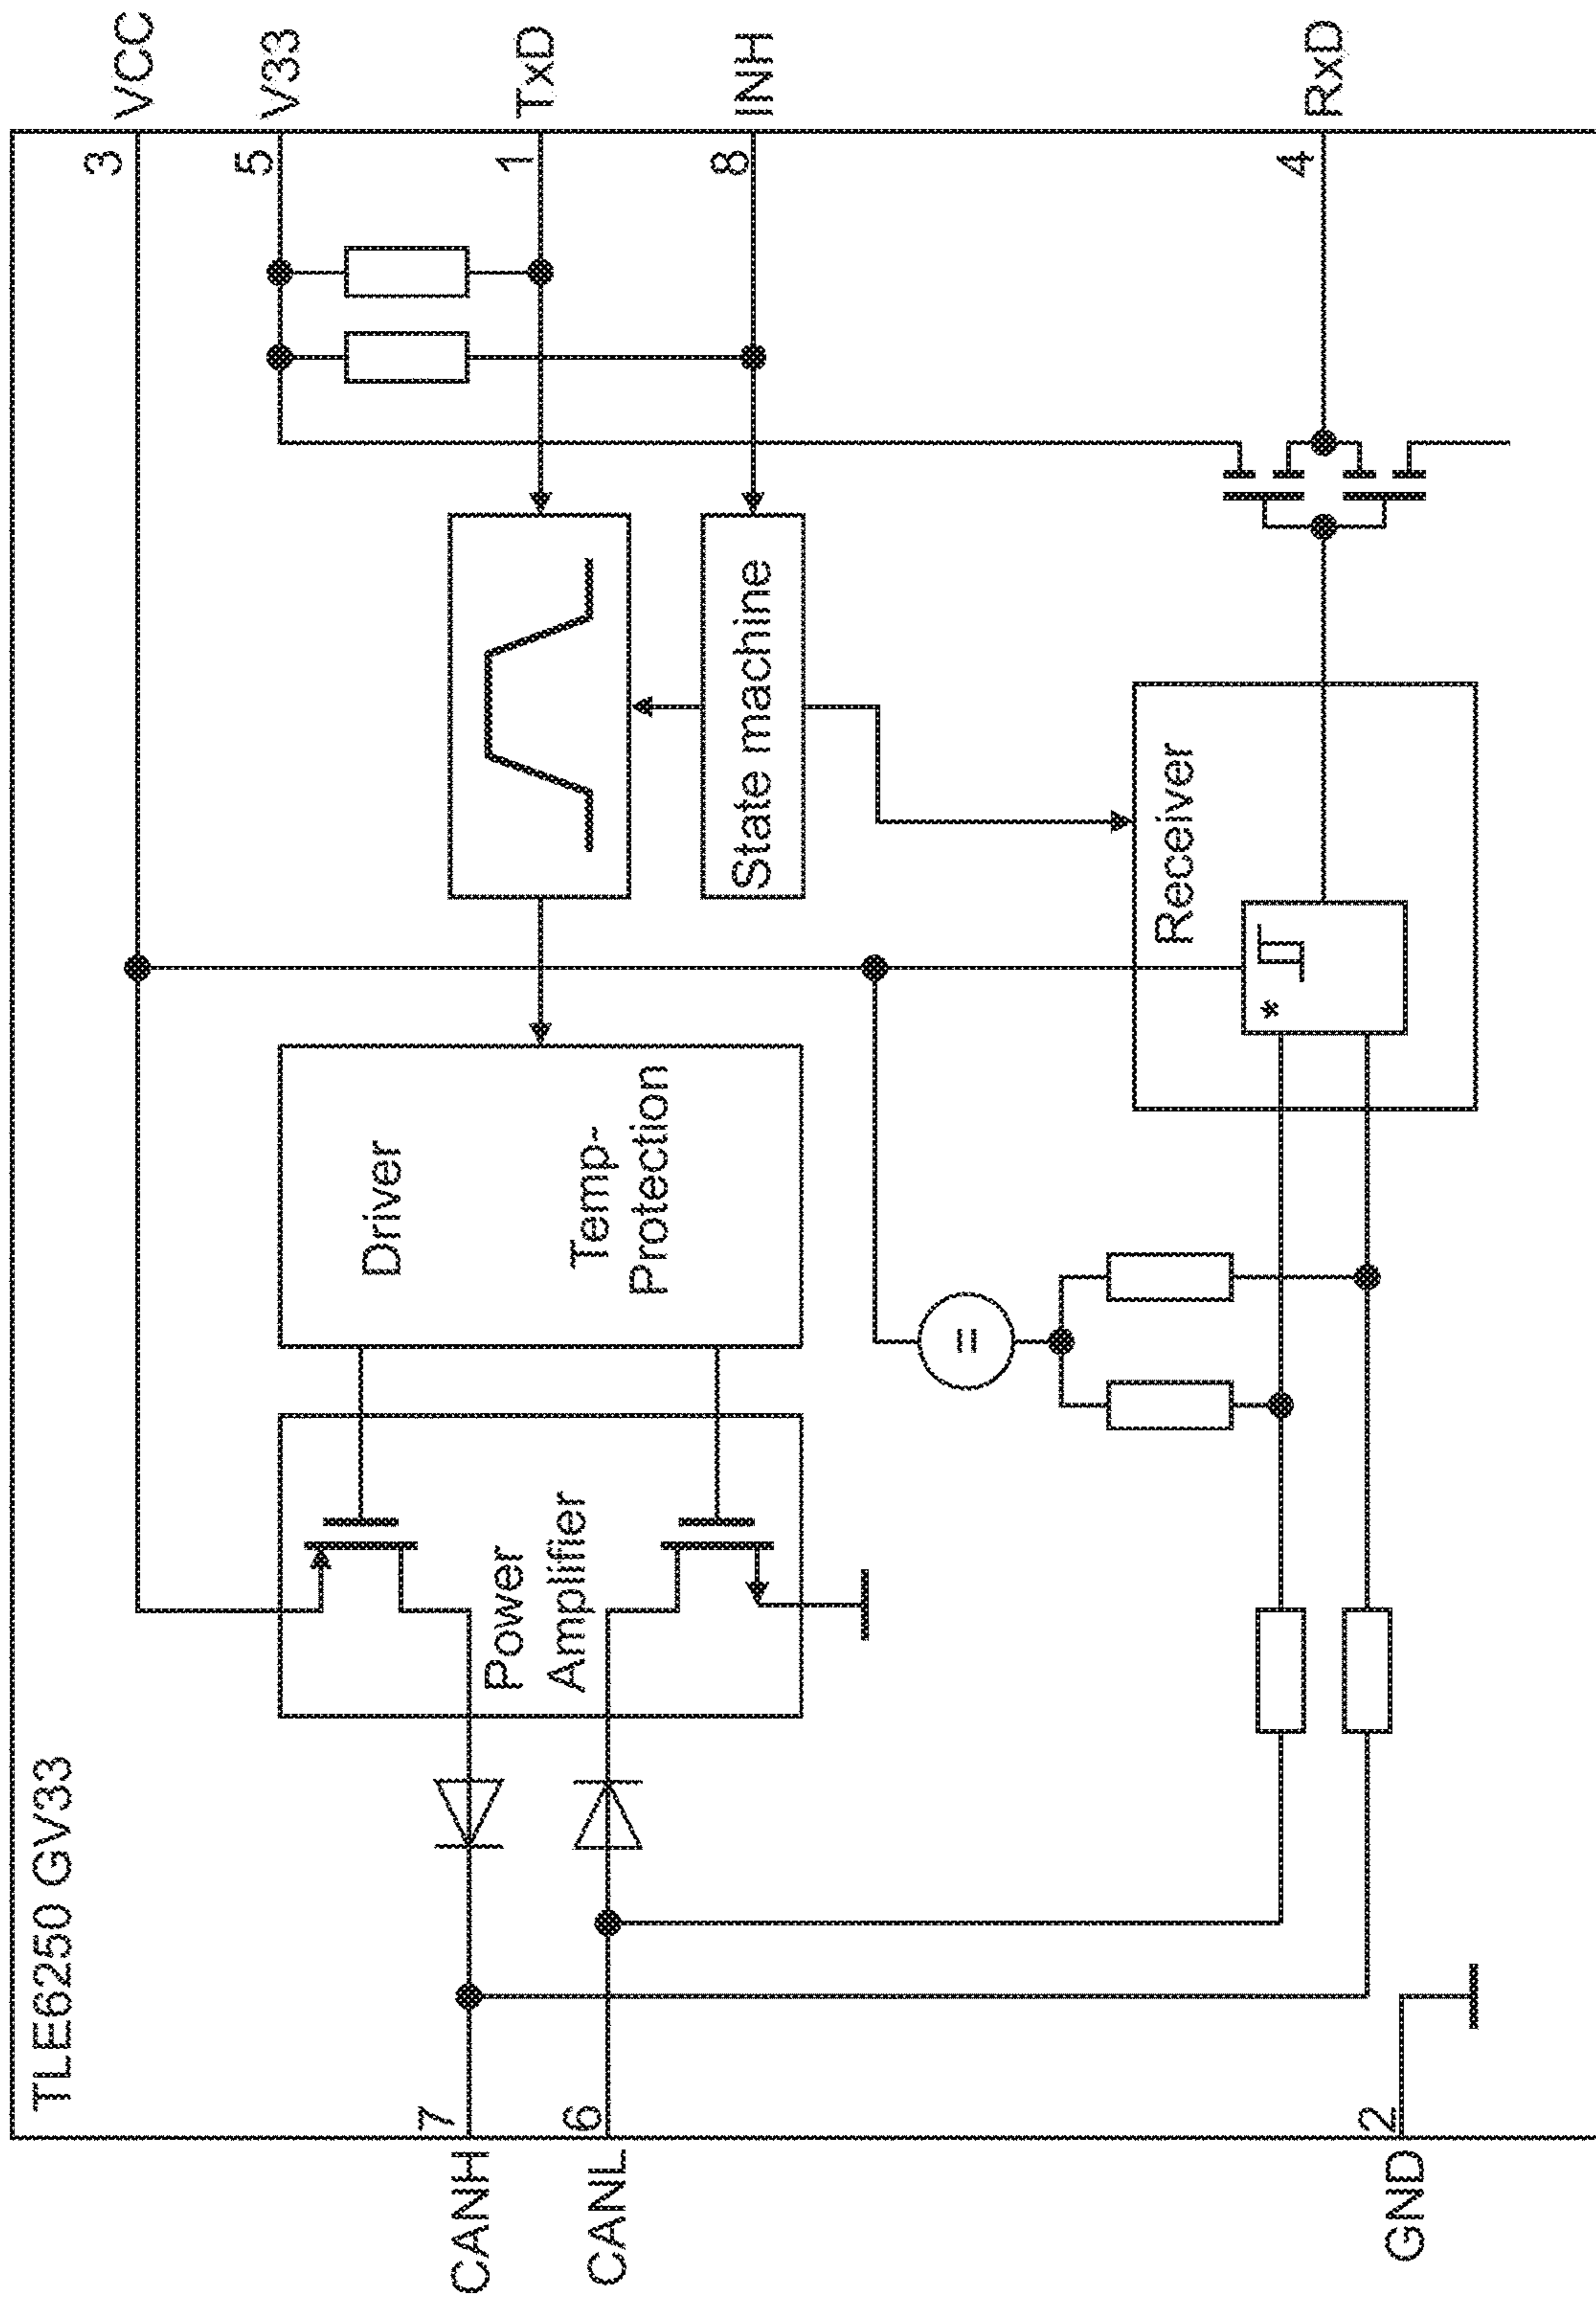 TLE6250 GV33
3
VCC
5
V33
7
CANH
Driver
1
TxD
Power
Amplifier
Temp-
Protection
6
CANL
State machine
8
INH
=
Receiver
*
4
RxD
2
GND